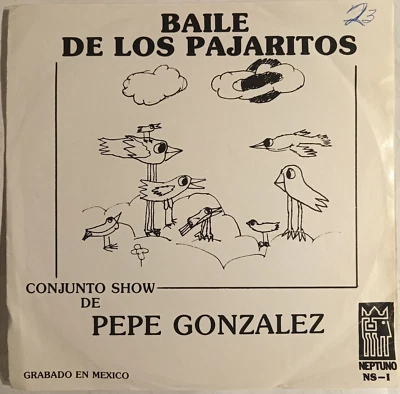 23
BAILE
DE LOS PAJARITOS
CONJUNTO SHOW
DE
PEPE GONZALEZ
NEPTUNO
NS-1
GRABADO EN MEXICO